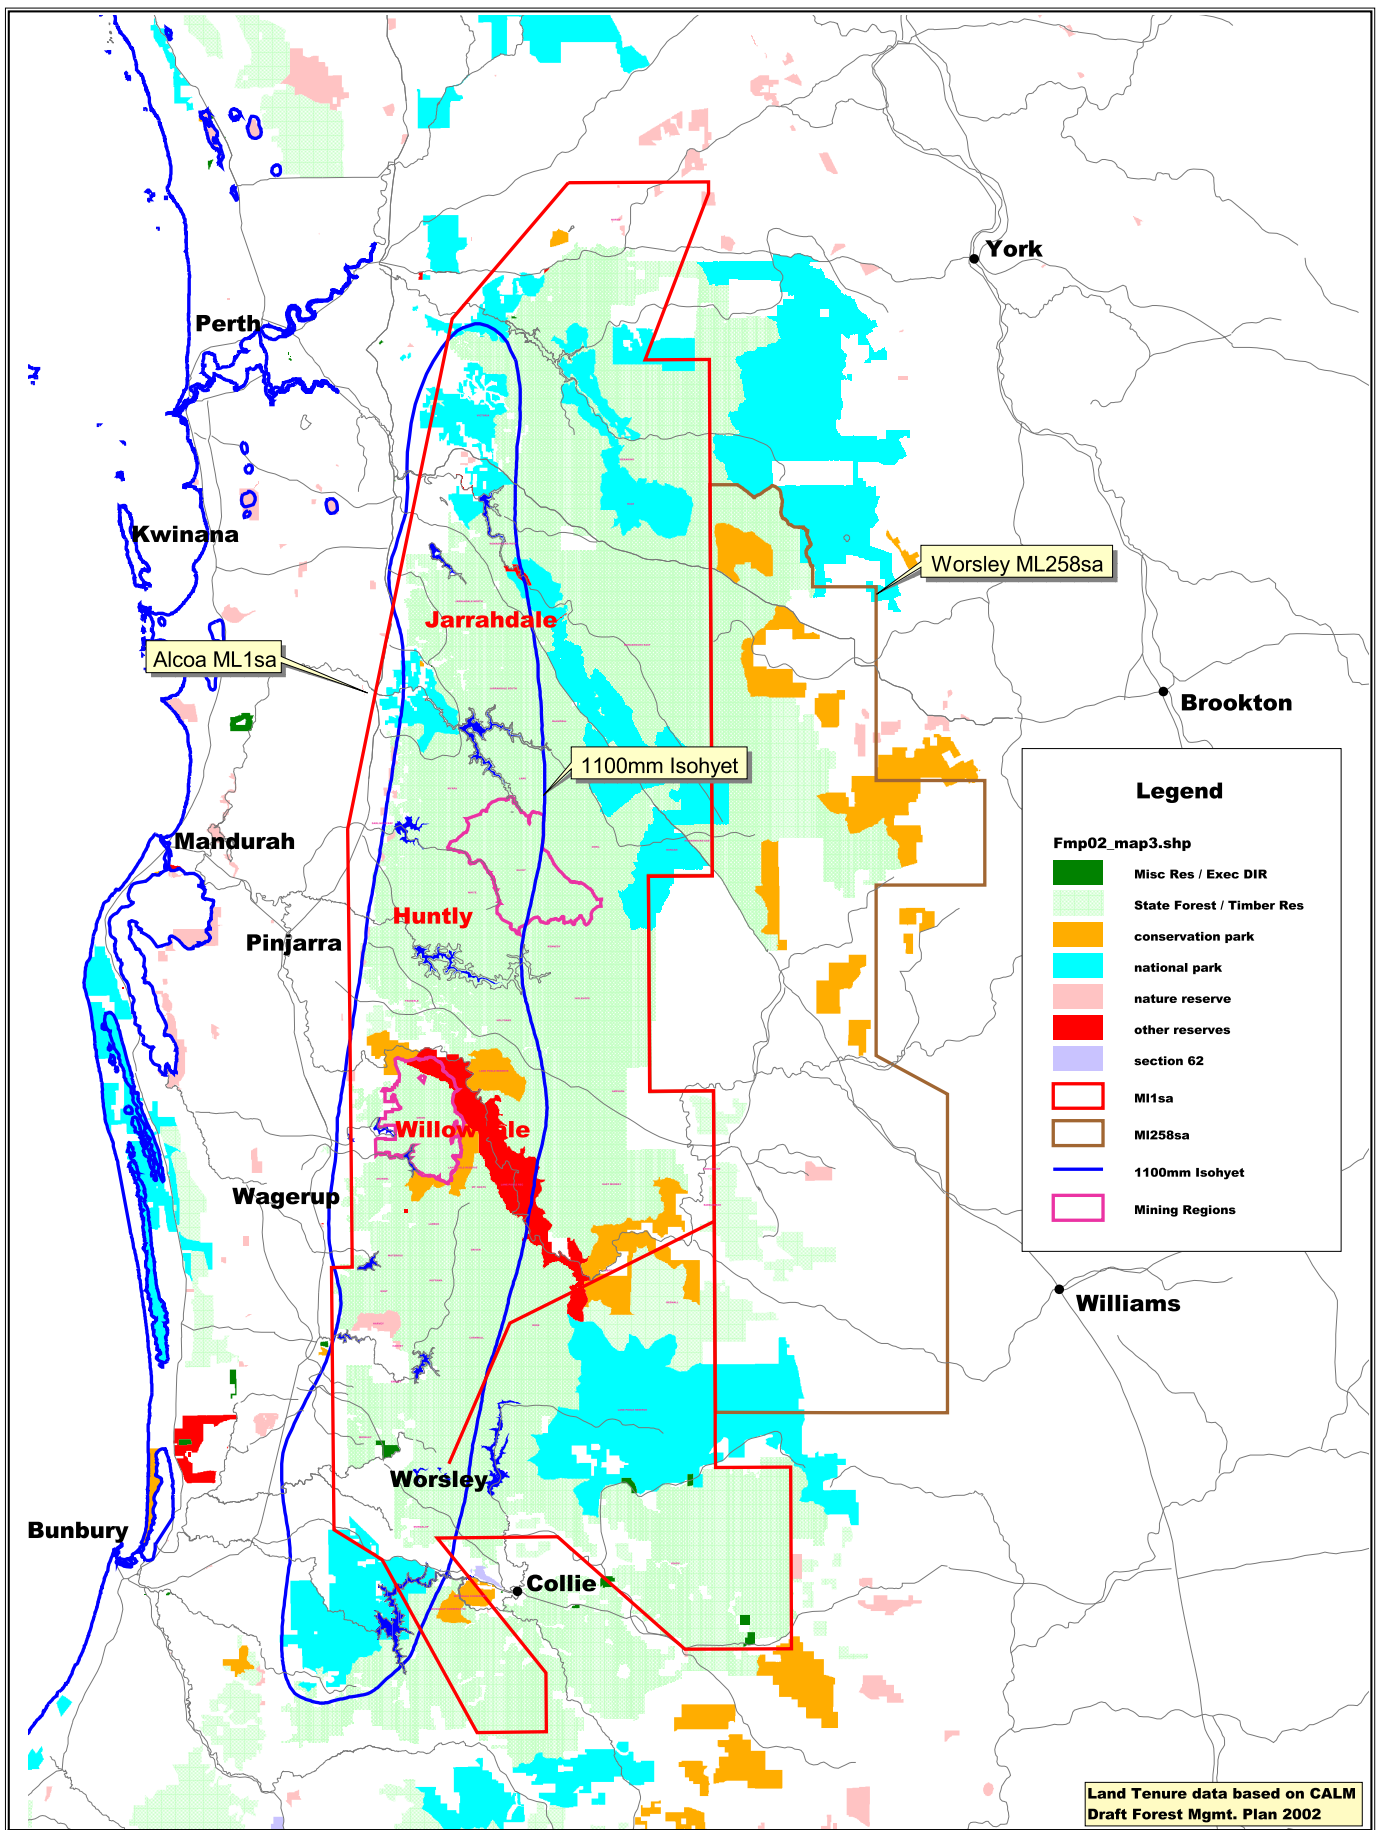 York
Perth
Kwinana
Worsley ML258sa
Jarrahdale
Alcoa ML1sa
Brookton
1100mm Isohyet
Mandurah
Huntly
Pinjarra
Legend
Fmp02_map3.shp
Misc Res / Exec DIR
State Forest / Timber Res
conservation park
national park
nature reserve
other reserves
section 62
Ml1sa
Ml258sa
1100mm Isohyet
Mining Regions
Willowdale
Wagerup
Williams
Worsley
Bunbury
Collie
Land Tenure data based on CALM
Draft Forest Mgmt. Plan 2002